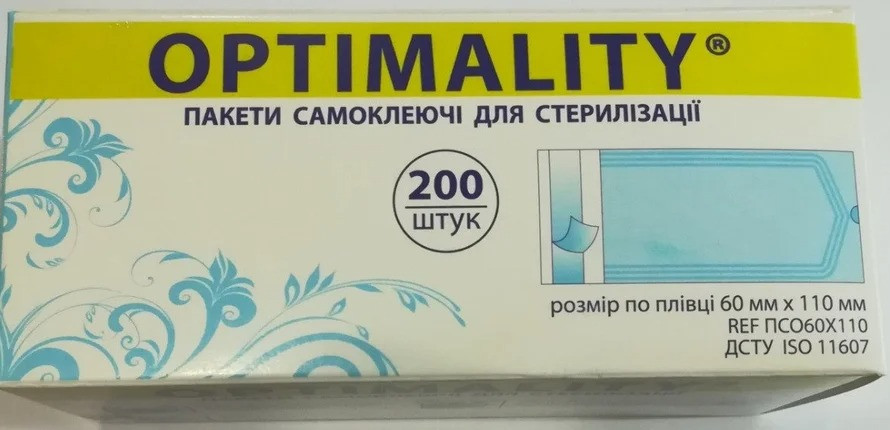 OPTIMALITY®
ПАКЕТИ САМОКЛЕЮЧІ ДЛЯ СТЕРИЛІЗАЦІЇ
200
штук
розмір по плівці 60 мм х 110 мм
REF ПСО60Х110
ДСТУ ISO 11607
OPTIMALITY